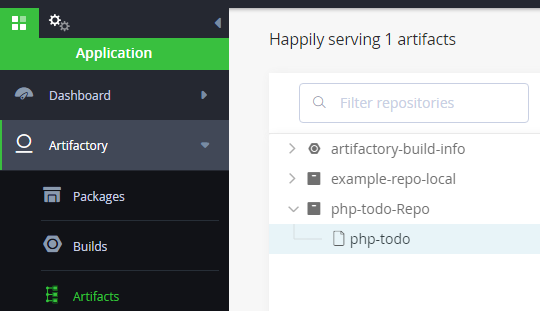 Application
Dashboard
Artifactory
Packages
Builds
Artifacts
Happily serving 1 artifacts
Filter repositories
artifactory-build-info
example-repo-local
php-todo-Repo
php-todo